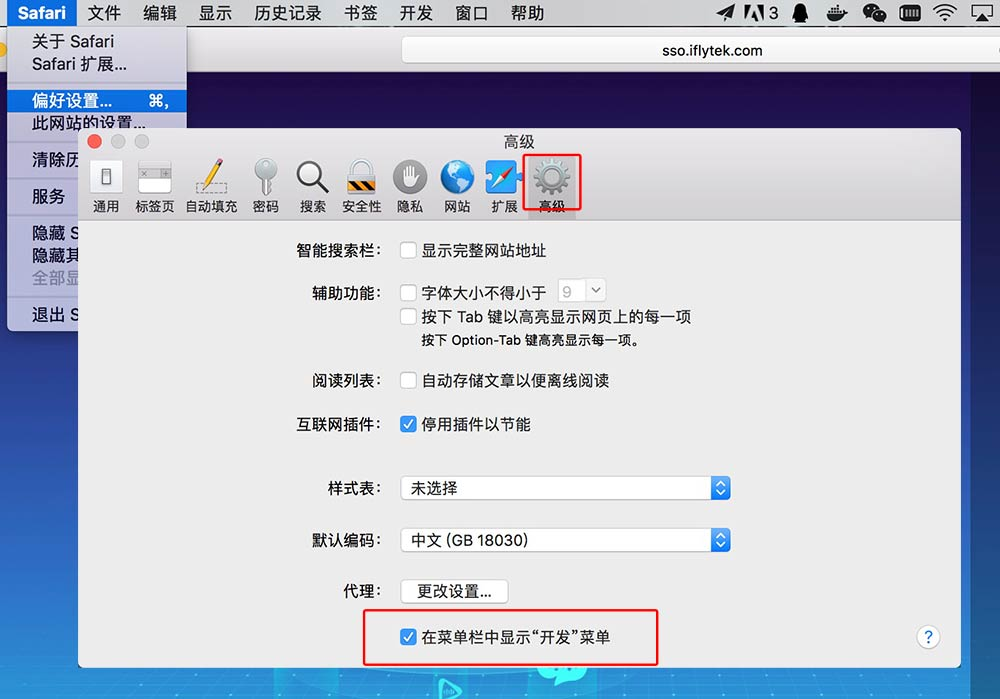 Safari 文件 编辑 显示 历史记录 书签 开发 窗口 帮助 3
关于 Safari
Safari 扩展...
sso.iflytek.com
偏好设置... ⌘,
此网站的设置...
清除历
服务
隐藏 S
隐藏其
全部显
退出 S
高级
通用 标签页 自动填充 密码 搜索 安全性 隐私 网站 扩展 高级
智能搜索栏： 显示完整网站地址
辅助功能： 字体大小不得小于 9
按下 Tab 键以高亮显示网页上的每一项
按下 Option-Tab 键高亮显示每一项。
阅读列表： 自动存储文章以便离线阅读
互联网插件： 停用插件以节能
样式表： 未选择
默认编码： 中文 (GB 18030)
代理： 更改设置...
在菜单栏中显示“开发”菜单
?